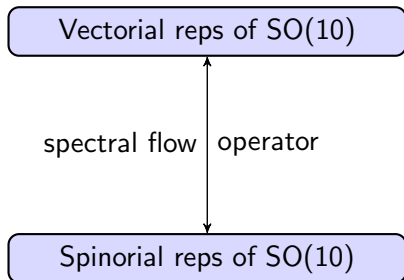 Vectorial reps of SO(10)
spectral flow operator
Spinorial reps of SO(10)